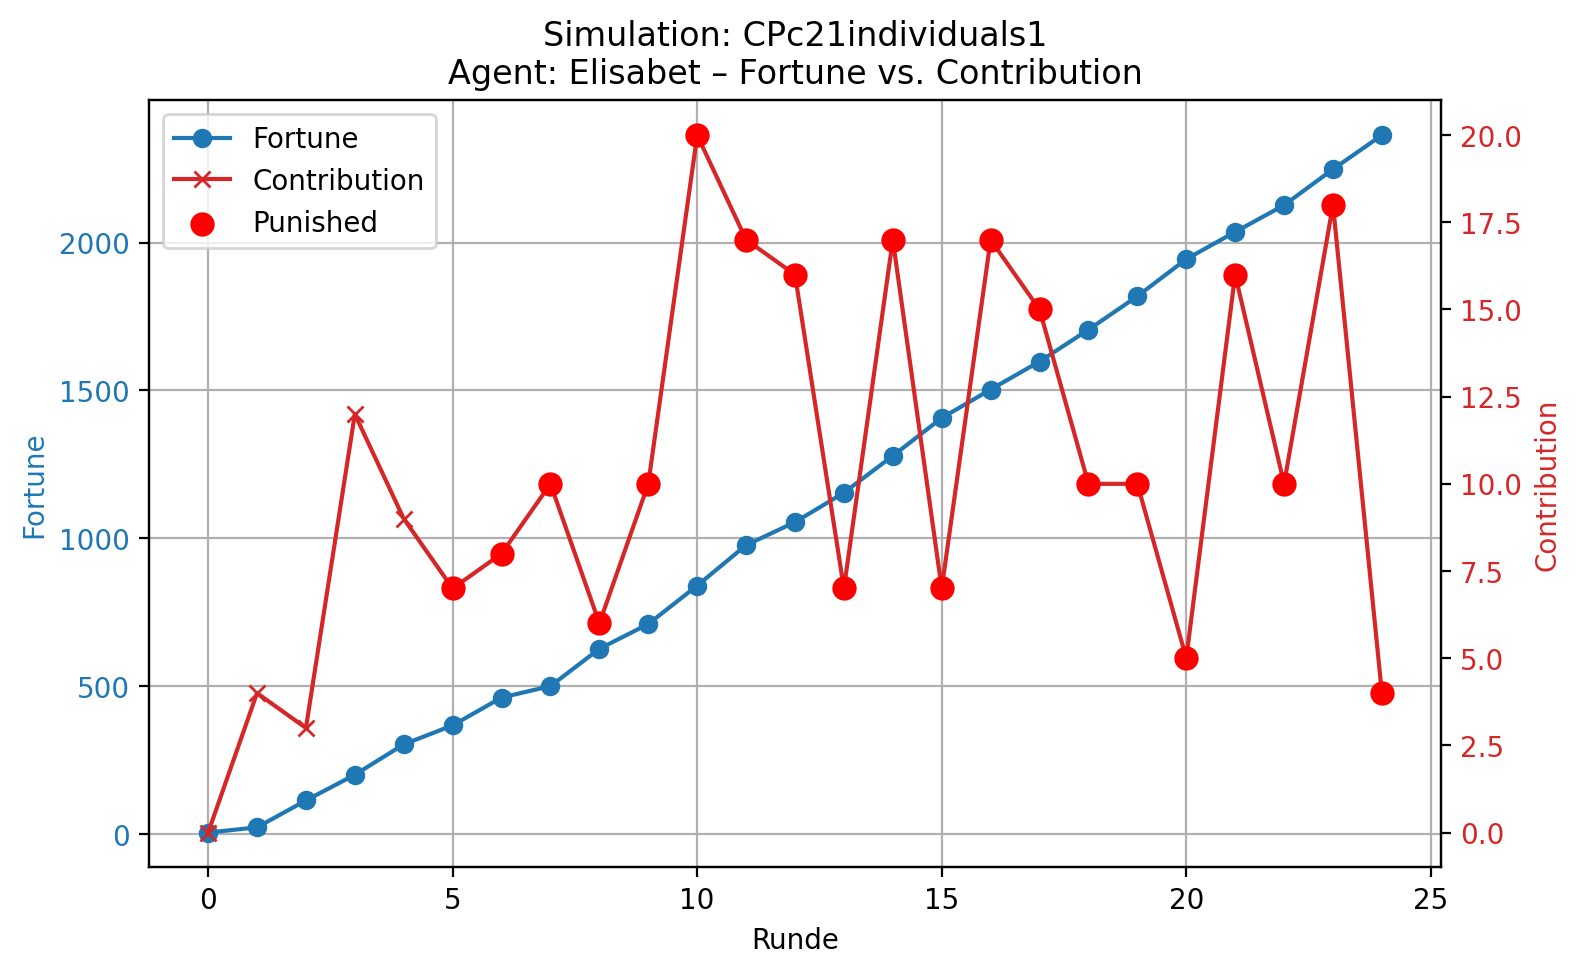 Simulation: CPc21individuals1
Agent: Elisabet – Fortune vs. Contribution
Fortune
Contribution
Punished
2000
1500
1000
500
0
Fortune
20.0
17.5
15.0
12.5
10.0
7.5
5.0
2.5
0.0
Contribution
0 5 10 15 20 25
Runde